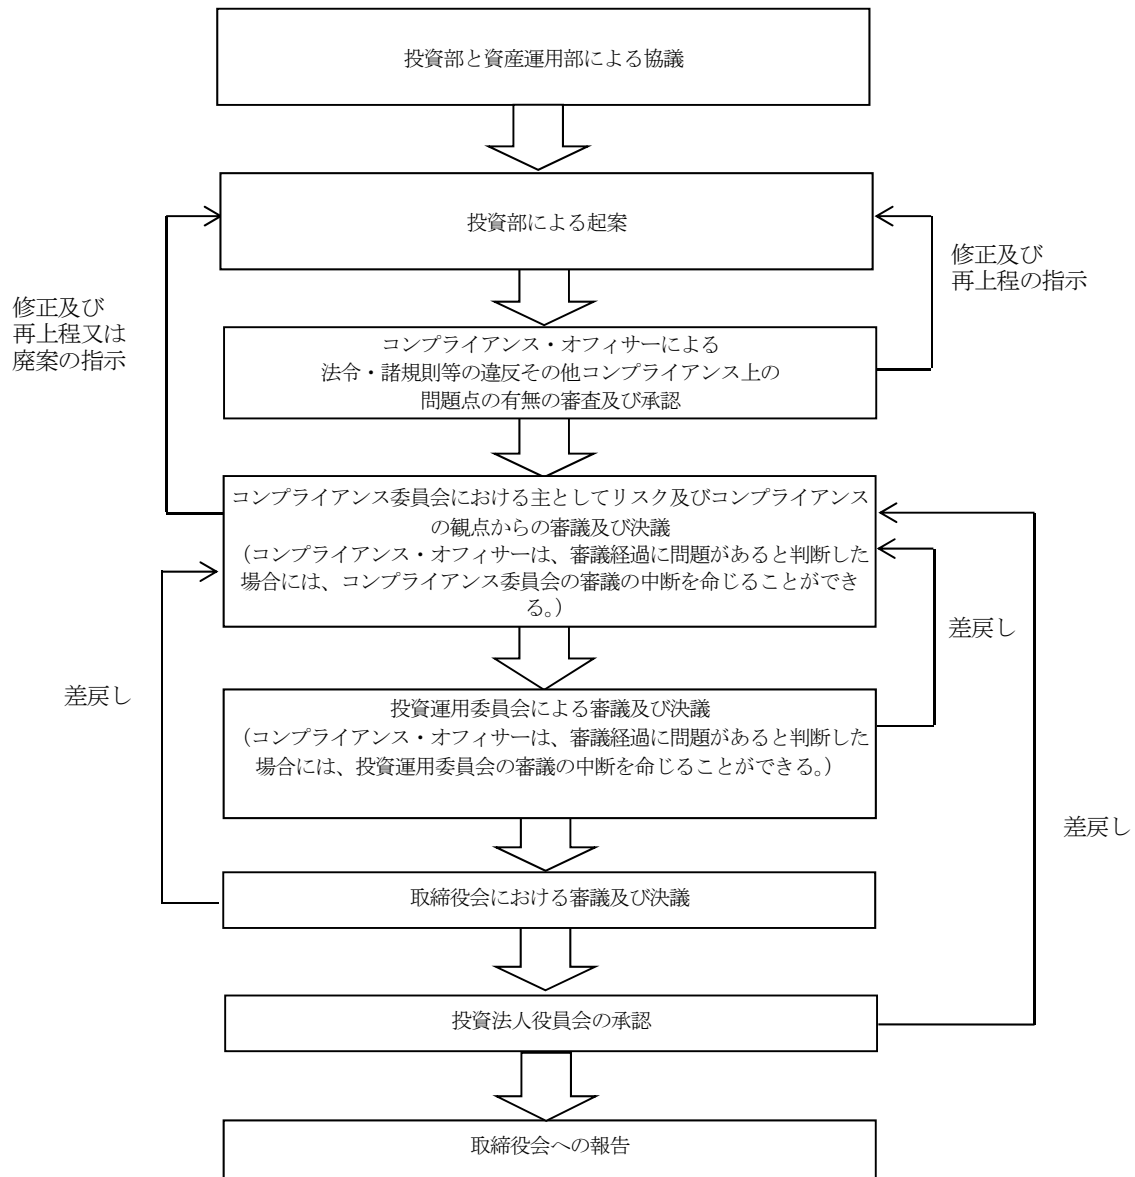 投資部と資産運用部による協議
投資部による起案
修正及び
再上程の指示
修正及び
再上程又は
廃案の指示
コンプライアンス・オフィサーによる
法令・諸規則等の違反その他コンプライアンス上の
問題点の有無の審査及び承認
コンプライアンス委員会における主としてリスク及びコンプライアンス
の観点からの審議及び決議
（コンプライアンス・オフィサーは、審議経過に問題があると判断した
場合には、コンプライアンス委員会の審議の中断を命じることができ
る。）
差戻し
差戻し
投資運用委員会による審議及び決議
（コンプライアンス・オフィサーは、審議経過に問題があると判断した
場合には、投資運用委員会の審議の中断を命じることができる。）
差戻し
取締役会における審議及び決議
投資法人役員会の承認
取締役会への報告